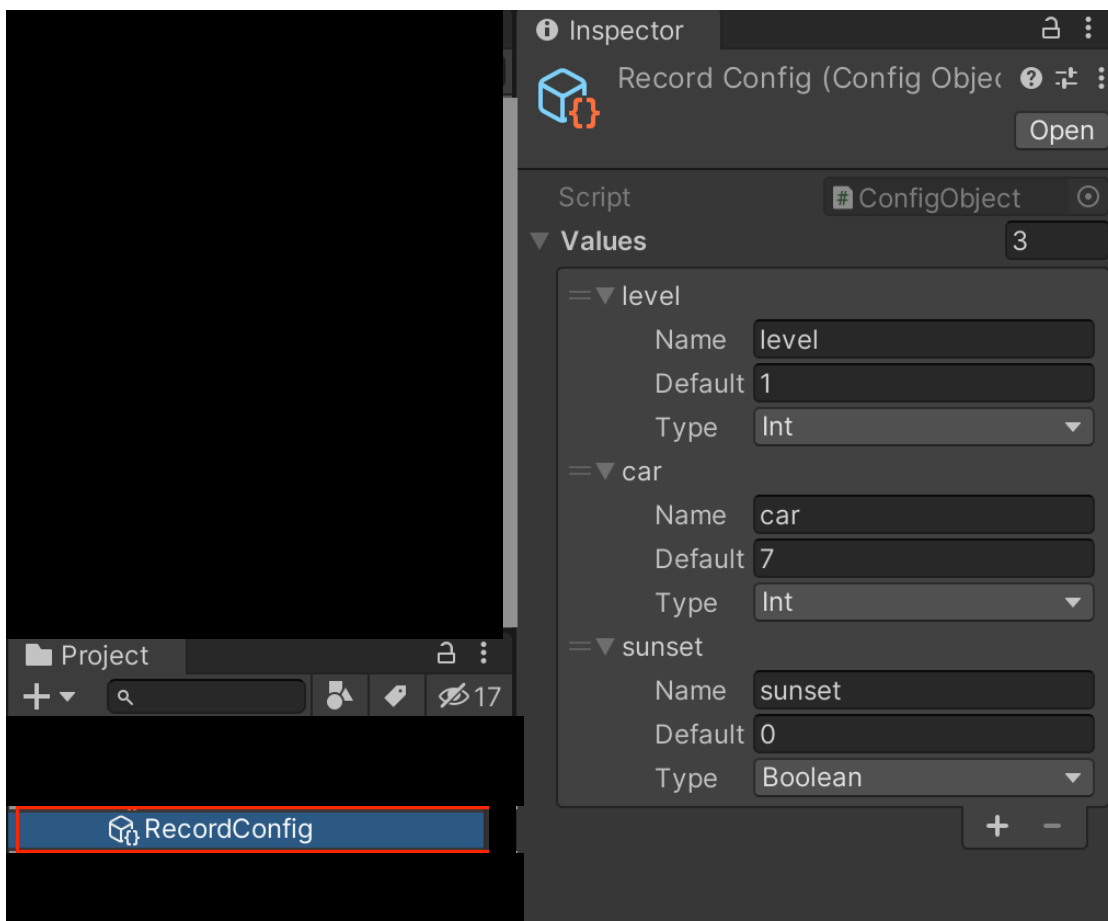 Inspector
Record Config (Config Objec
Open
Script # ConfigObject
Values 3
level
Name level
Default 1
Type Int
car
Name car
Default 7
Type Int
sunset
Name sunset
Default 0
Type Boolean
Project
17
RecordConfig